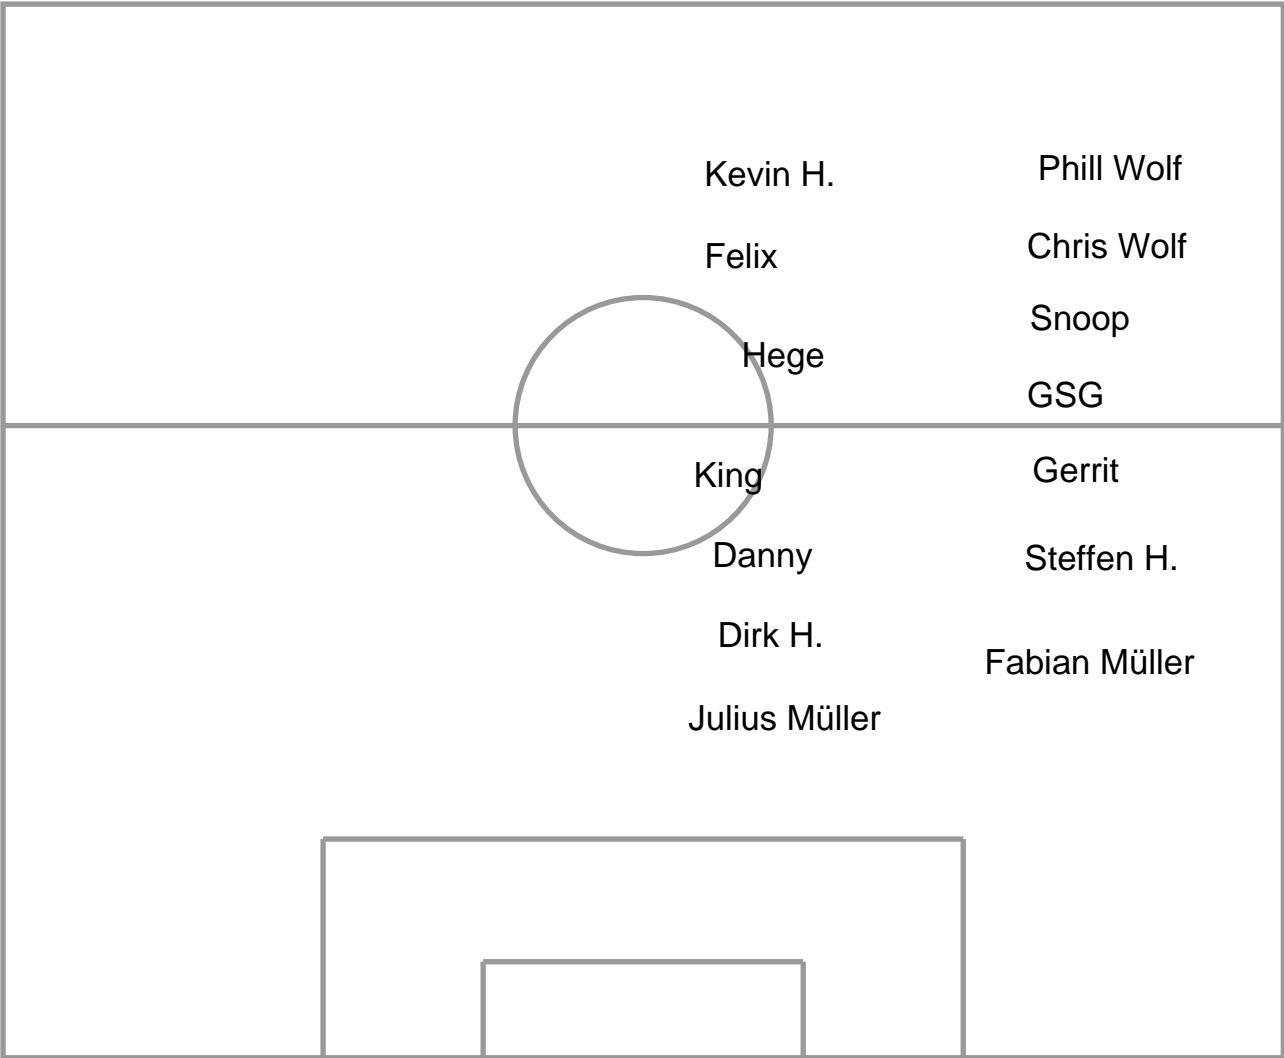 Kevin H.
Felix
Hege
King
Danny
Dirk H.
Julius Müller
Phill Wolf
Chris Wolf
Snoop
GSG
Gerrit
Steffen H.
Fabian Müller